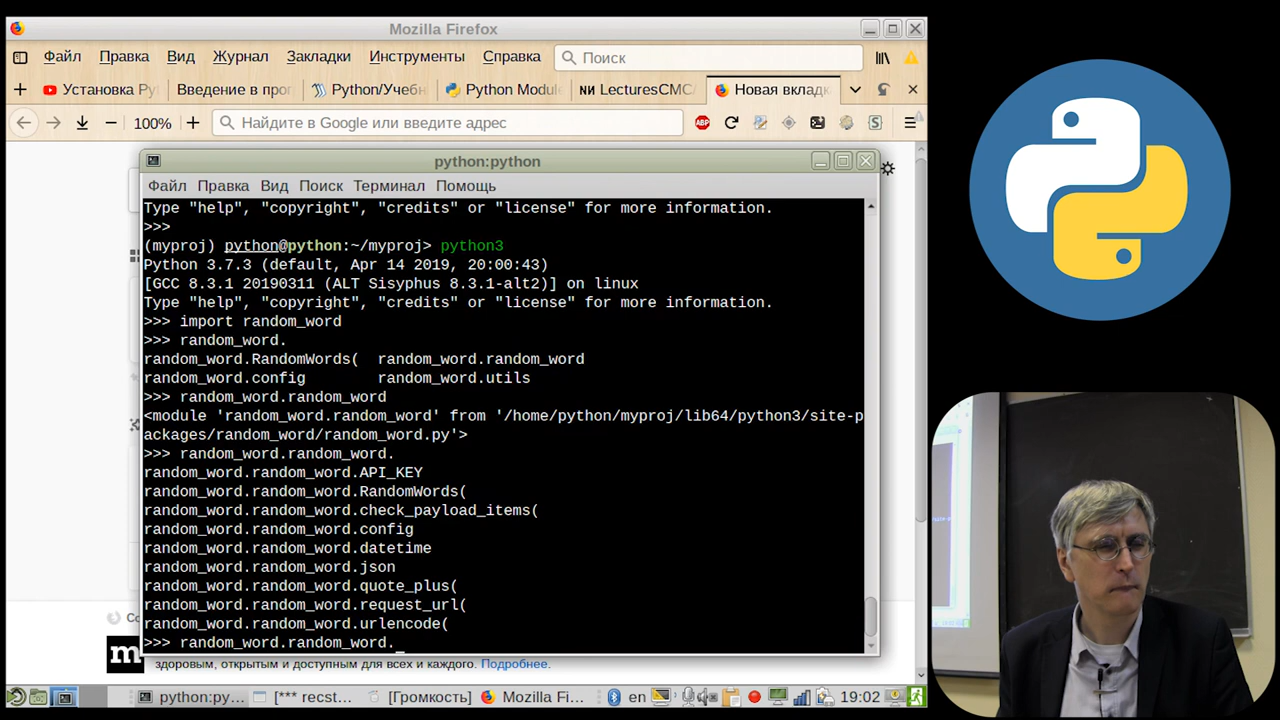 Mozilla Firefox
Файл Правка Вид Журнал Закладки Инструменты Справка Поиск
Установка Py Введение в прог Python/Учебн Python Module LecturesCMC/ Новая вкладка
100% Найдите в Google или введите адрес ABP S
python:python
Файл Правка Вид Поиск Терминал Помощь
Type "help", "copyright", "credits" or "license" for more information.
>>>
(myproj) python@python:~/myproj> python3
Python 3.7.3 (default, Apr 14 2019, 20:00:43)
[GCC 8.3.1 20190311 (ALT Sisyphus 8.3.1-alt2)] on linux
Type "help", "copyright", "credits" or "license" for more information.
>>> import random_word
>>> random_word.
random_word.RandomWords(  random_word.random_word
random_word.config        random_word.utils
>>> random_word.random_word
<module 'random_word.random_word' from '/home/python/myproj/lib64/python3/site-p
ackages/random_word/random_word.py'>
>>> random_word.random_word.
random_word.random_word.API_KEY
random_word.random_word.RandomWords(
random_word.random_word.check_payload_items(
random_word.random_word.config
random_word.random_word.datetime
random_word.random_word.json
random_word.random_word.quote_plus(
random_word.random_word.request_url(
random_word.random_word.urlencode(
>>> random_word.random_word._
m здоровым, открытым и доступным для всех и каждого. Подробнее.
python:py... [*** recst... [Громкость] Mozilla Fi... en 19:02